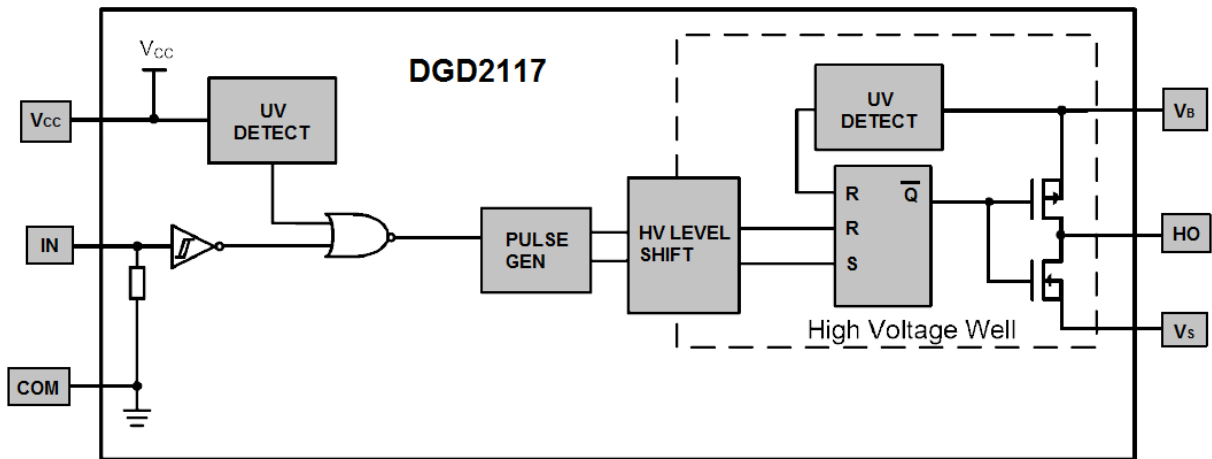 DGD2117
VCC
VCC
UV
DETECT
UV
DETECT
VB
IN
PULSE
GEN
HV LEVEL
SHIFT
R
Q̅
R
S
HO
High Voltage Well
VS
COM